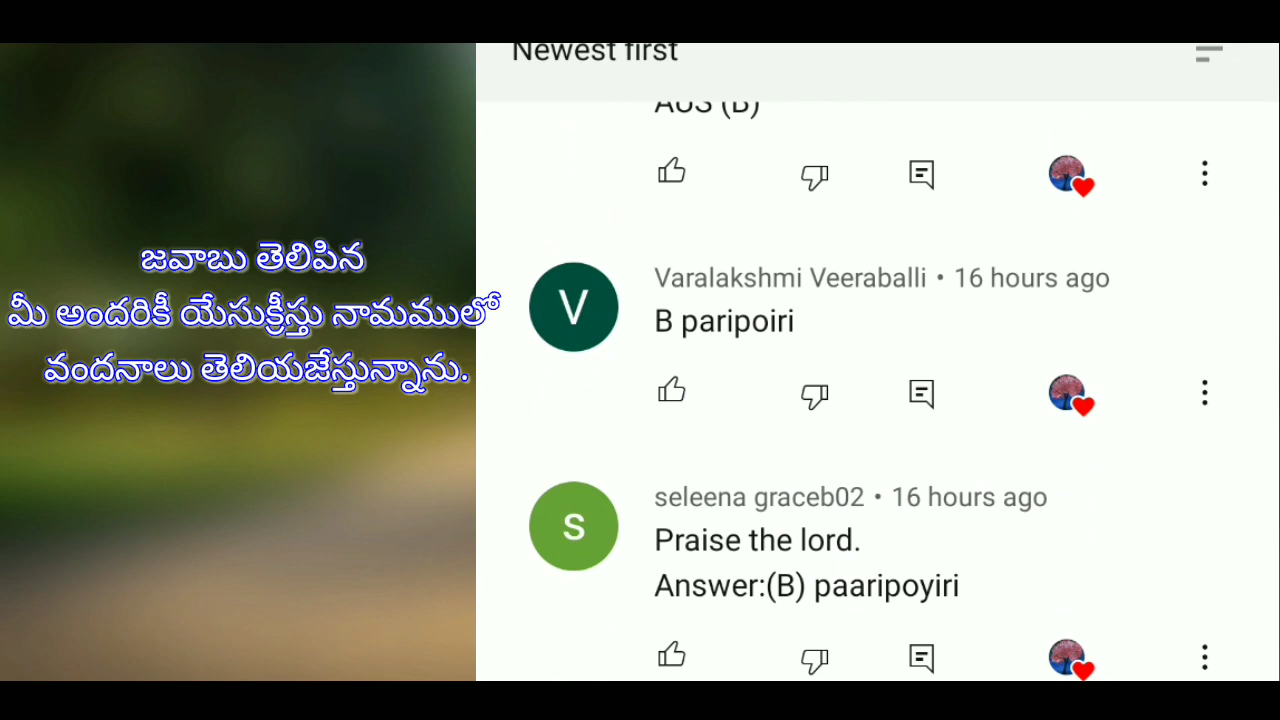 జవాబు తెలిపిన
మీ అందరికీ యేసుక్రీస్తు నామములో
వందనాలు తెలియజేస్తున్నాను.
Newest first
AUS (B)
V
Varalakshmi Veeraballi • 16 hours ago
B paripoiri
s
seleena graceb02 • 16 hours ago
Praise the lord.
Answer:(B) paaripoyiri